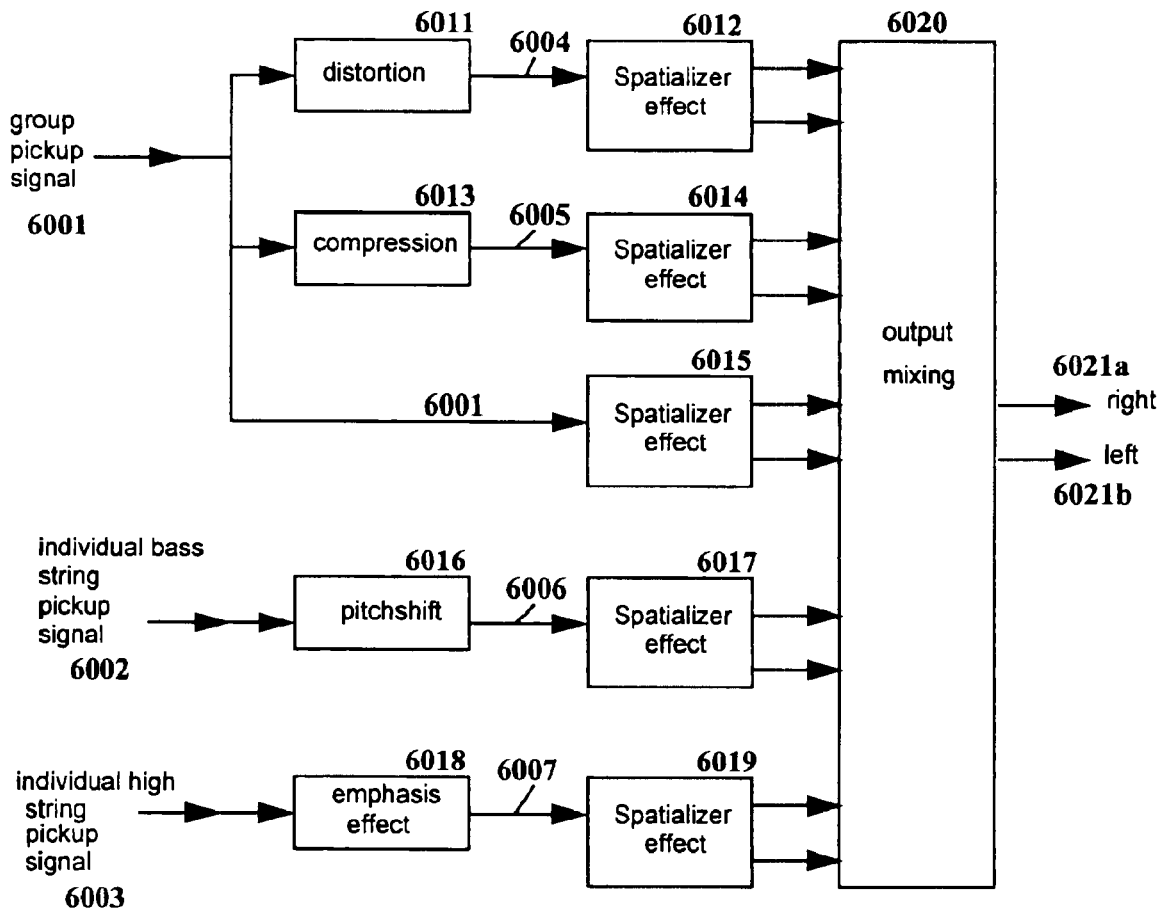 6011
6004
6012
6020
distortion
Spatializer
effect
group
pickup
signal
6001
6013
6005
6014
compression
Spatializer
effect
output
mixing
6015
6001
Spatializer
effect
6021a
right
left
6021b
individual bass
string
pickup
signal
6002
6016
6006
6017
pitchshift
Spatializer
effect
individual high
string
pickup
signal
6003
6018
6007
6019
emphasis
effect
Spatializer
effect